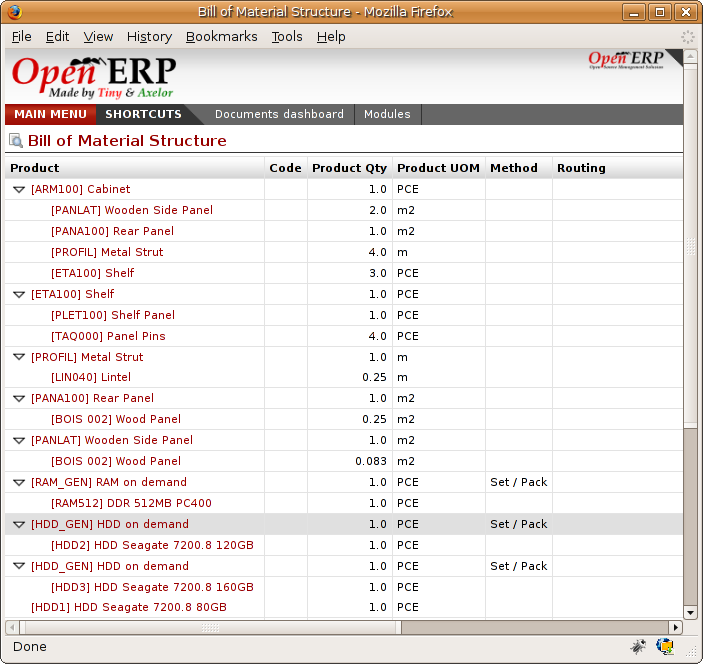 Bill of Material Structure - Mozilla Firefox
File Edit View History Bookmarks Tools Help
Open ERP
Made by Tiny & Axelor
Open ERP
Open Source Management Solution
MAIN MENU SHORTCUTS Documents dashboard Modules
Bill of Material Structure
Product Code Product Qty Product UOM Method Routing
[ARM100] Cabinet 1.0 PCE
[PANLAT] Wooden Side Panel 2.0 m2
[PANA100] Rear Panel 1.0 m2
[PROFIL] Metal Strut 4.0 m
[ETA100] Shelf 3.0 PCE
[ETA100] Shelf 1.0 PCE
[PLET100] Shelf Panel 1.0 PCE
[TAQ000] Panel Pins 4.0 PCE
[PROFIL] Metal Strut 1.0 m
[LIN040] Lintel 0.25 m
[PANA100] Rear Panel 1.0 m2
[BOIS 002] Wood Panel 0.25 m2
[PANLAT] Wooden Side Panel 1.0 m2
[BOIS 002] Wood Panel 0.083 m2
[RAM_GEN] RAM on demand 1.0 PCE Set / Pack
[RAM512] DDR 512MB PC400 1.0 PCE
[HDD_GEN] HDD on demand 1.0 PCE Set / Pack
[HDD2] HDD Seagate 7200.8 120GB 1.0 PCE
[HDD_GEN] HDD on demand 1.0 PCE Set / Pack
[HDD3] HDD Seagate 7200.8 160GB 1.0 PCE
[HDD1] HDD Seagate 7200.8 80GB 1.0 PCE
Done